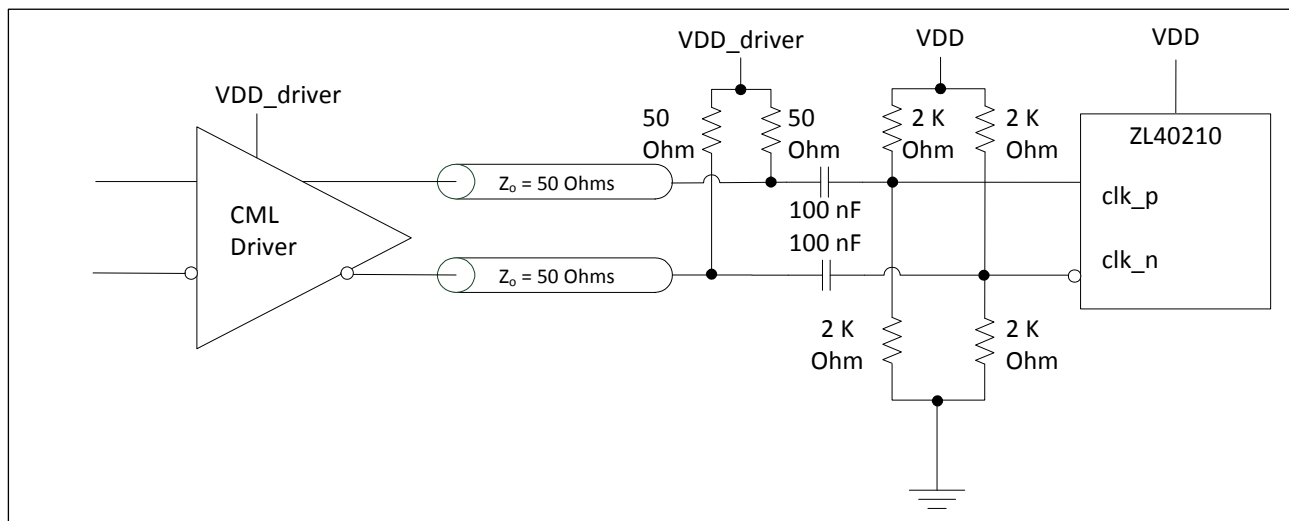 VDD_driver
VDD
VDD
VDD_driver
50
Ohm
50
Ohm
2 K
Ohm
2 K
Ohm
ZL40210
Zo = 50 Ohms
CML
Driver
clk_p
100 nF
100 nF
clk_n
Zo = 50 Ohms
2 K
Ohm
2 K
Ohm